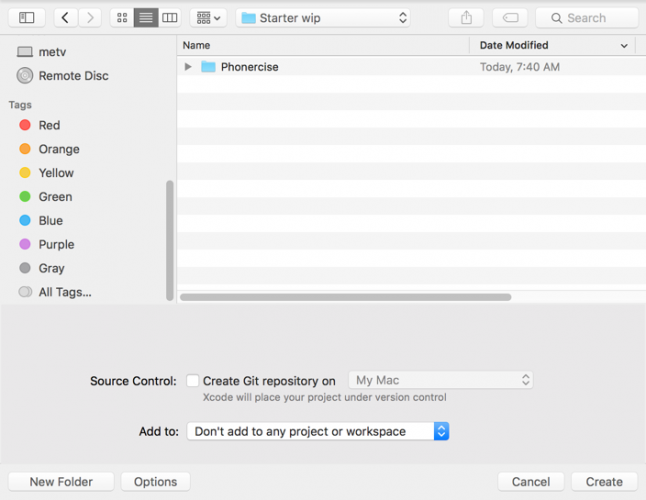 Starter wip
Search
metv
Remote Disc
Tags
Red
Orange
Yellow
Green
Blue
Purple
Gray
All Tags...
Name
Date Modified
Phonercise
Today, 7:40 AM
Source Control:
Create Git repository on
My Mac
Xcode will place your project under version control
Add to:
Don't add to any project or workspace
New Folder
Options
Cancel
Create